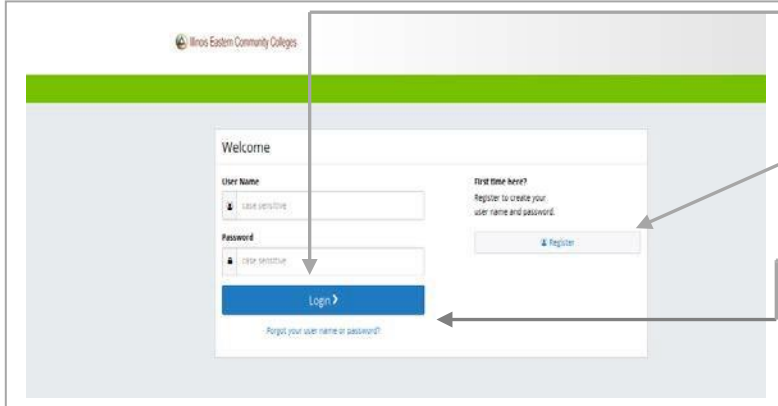 Illinois Eastern Community Colleges
Welcome
User Name
case sensitive
Password
case sensitive
Login
Forgot your user name or password?
First time here?
Register to create your
user name and password.
Register